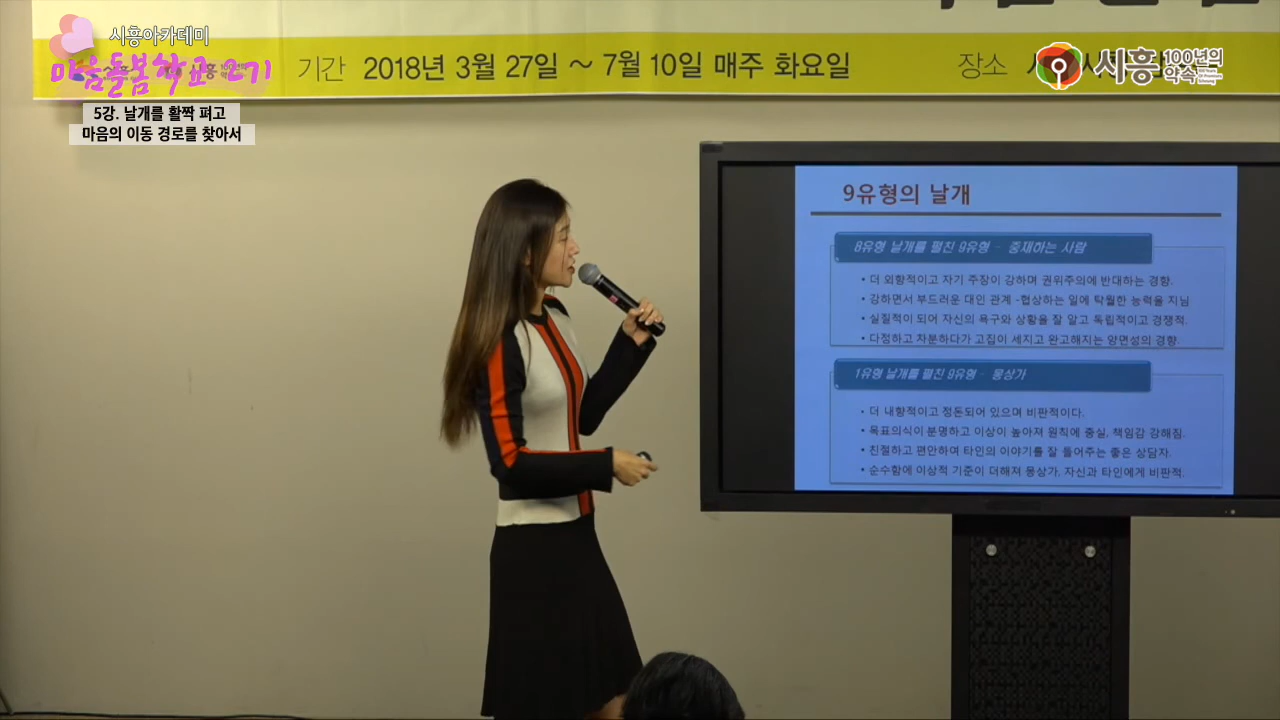 시흥아카데미
마음돌봄학교 2기
5강. 날개를 활짝 펴고
마음의 이동 경로를 찾아서
기간 2018년 3월 27일 ~ 7월 10일 매주 화요일
장소
시흥 100년의 약속
9유형의 날개
8유형 날개를 펼친 9유형 - 중재하는 사람
• 더 외향적이고 자기 주장이 강하며 권위주의에 반대하는 경향.
• 강하면서 부드러운 대인 관계 -협상하는 일에 탁월한 능력을 지님
• 실질적이 되어 자신의 욕구와 상황을 잘 알고 독립적이고 경쟁적.
• 다정하고 차분하다가 고집이 세지고 완고해지는 양면성의 경향.
1유형 날개를 펼친 9유형 - 몽상가
• 더 내향적이고 정돈되어 있으며 비판적이다.
• 목표의식이 분명하고 이상이 높아져 원칙에 충실, 책임감 강해짐.
• 친절하고 편안하여 타인의 이야기를 잘 들어주는 좋은 상담자.
• 순수함에 이상적 기준이 더해져 몽상가, 자신과 타인에게 비판적.